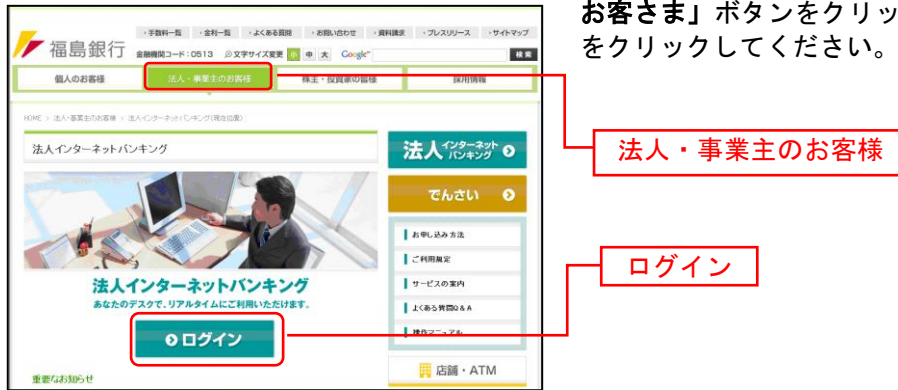 お客さま」ボタンをクリッ
をクリックしてください。
・手数料一覧 ・金利一覧 ・よくある質問 ・お問い合わせ ・資料請求 ・プレスリリース ・サイトマップ
福島銀行 金融機関コード:0513 文字サイズ変更 小 中 大 Google 検索
個人のお客様 法人・事業主のお客様 株主・投資家の皆様 採用情報
HOME > 法人・事業主のお客様 > 法人インターネットバンキング(現在位置)
法人インターネットバンキング
法人インターネットバンキング
でんさい
お申し込み方法
ご利用規定
サービスの案内
よくある質問Q&A
操作マニュアル
法人インターネットバンキング
あなたのデスクで、リアルタイムにご利用いただけます。
ログイン
重要なお知らせ
店舗・ATM
法人・事業主のお客様
ログイン